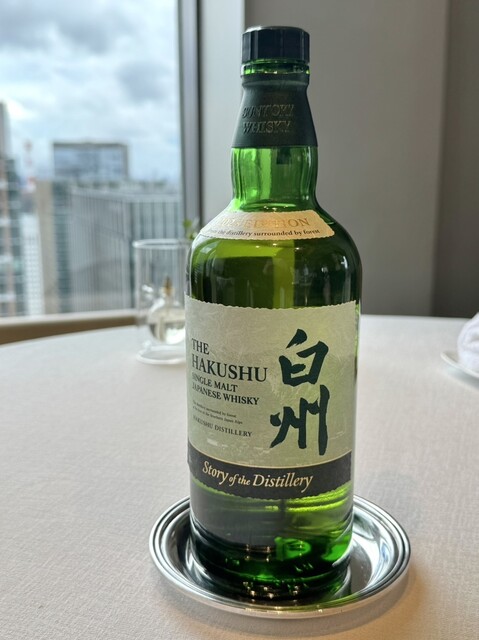 SUNTORY
WHISKY
the distillery surrounded by forest
THE
HAKUSHU
SINGLE MALT
JAPANESE WHISKY
HAKUSHU DISTILLERY
白州
Story of the Distillery